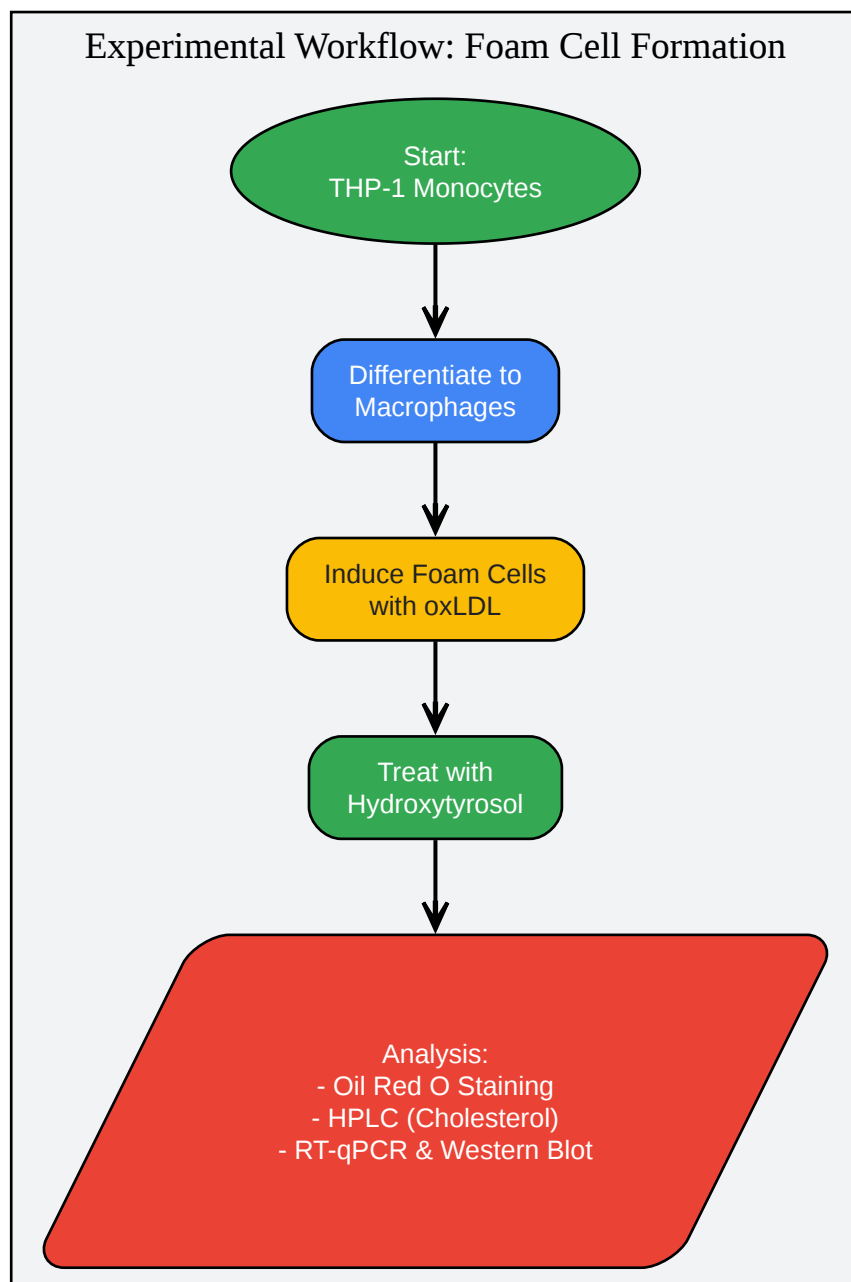 Experimental Workflow: Foam Cell Formation
Start:
THP-1 Monocytes
Differentiate to
Macrophages
Induce Foam Cells
with oxLDL
Treat with
Hydroxytyrosol
Analysis:
- Oil Red O Staining
- HPLC (Cholesterol)
- RT-qPCR & Western Blot